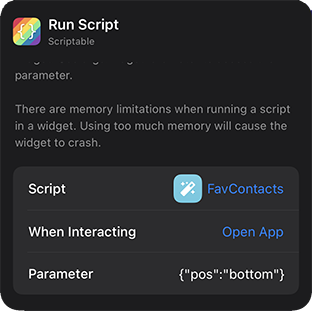 Run Script
Scriptable
parameter.
There are memory limitations when running a script
in a widget. Using too much memory will cause the
widget to crash.
Script FavContacts
When Interacting Open App
Parameter {"pos":"bottom"}